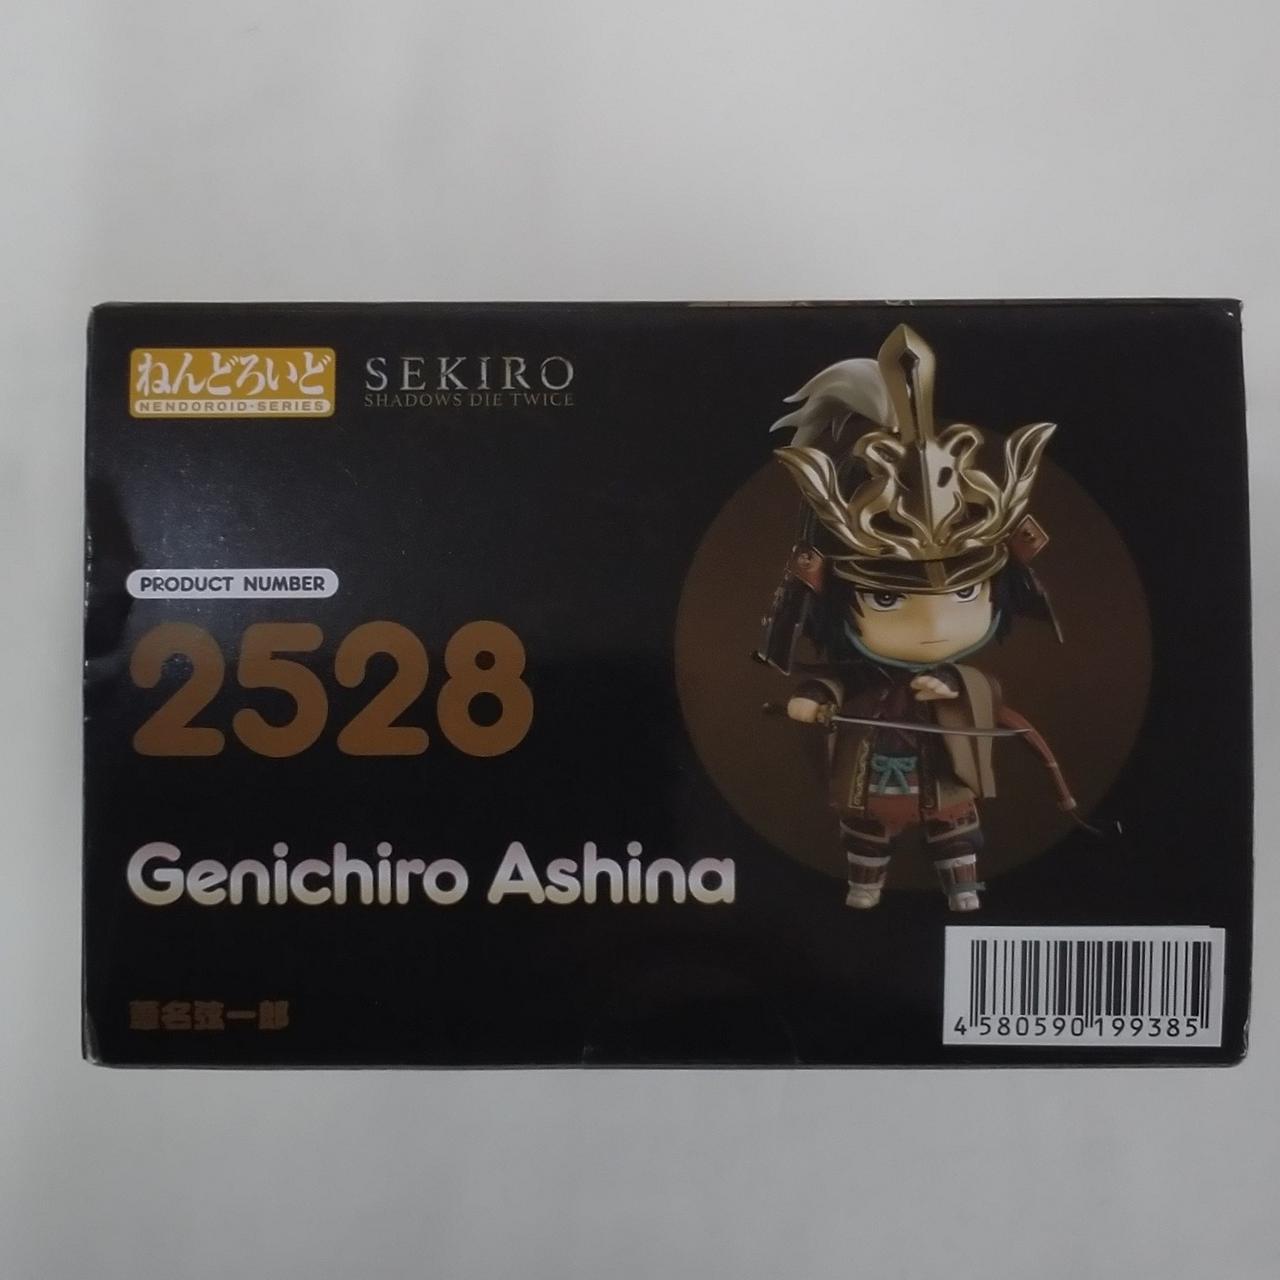 ねんどろいど
NENDOROID·SERIES
SEKIRO
SHADOWS DIE TWICE
PRODUCT NUMBER
2528
Genichiro Ashina
葦名弦一郎
4 580590 199385